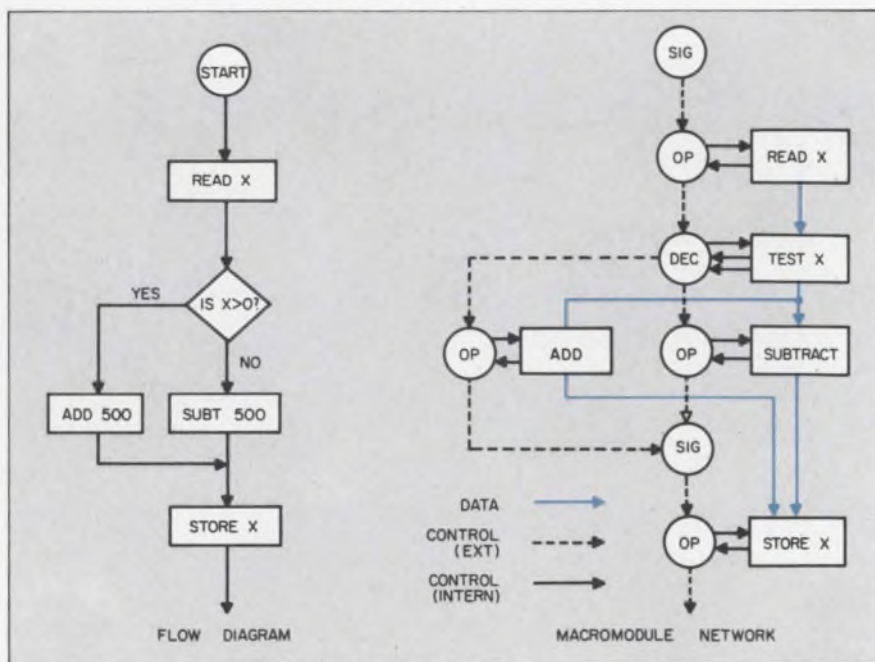 START
READ X
IS X>0?
YES
NO
ADD 500
SUBT 500
STORE X
FLOW DIAGRAM
SIG
OP
READ X
DEC
TEST X
OP
ADD
OP
SUBTRACT
SIG
DATA
CONTROL
(EXT)
CONTROL
(INTERN)
OP
STORE X
MACROMODULE NETWORK